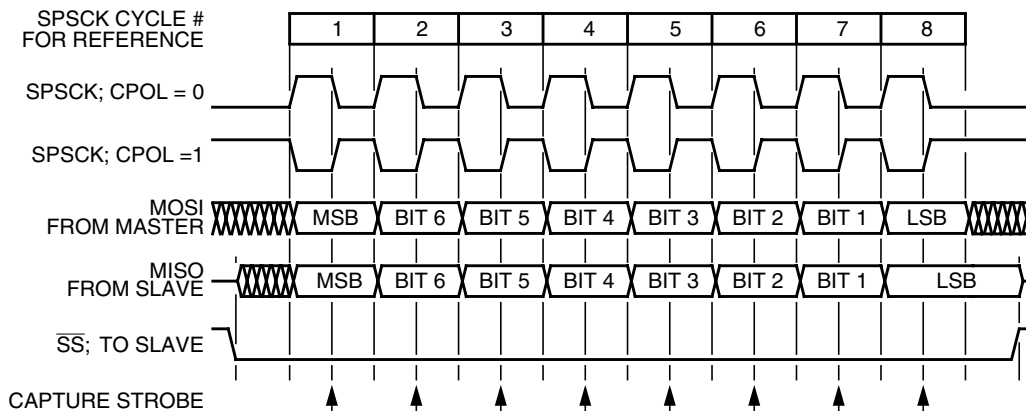 SPSCK CYCLE #
FOR REFERENCE
1 2 3 4 5 6 7 8
SPSCK; CPOL = 0
SPSCK; CPOL =1
MOSI
FROM MASTER
MSB BIT 6 BIT 5 BIT 4 BIT 3 BIT 2 BIT 1 LSB
MISO
FROM SLAVE
MSB BIT 6 BIT 5 BIT 4 BIT 3 BIT 2 BIT 1 LSB
SS; TO SLAVE
CAPTURE STROBE